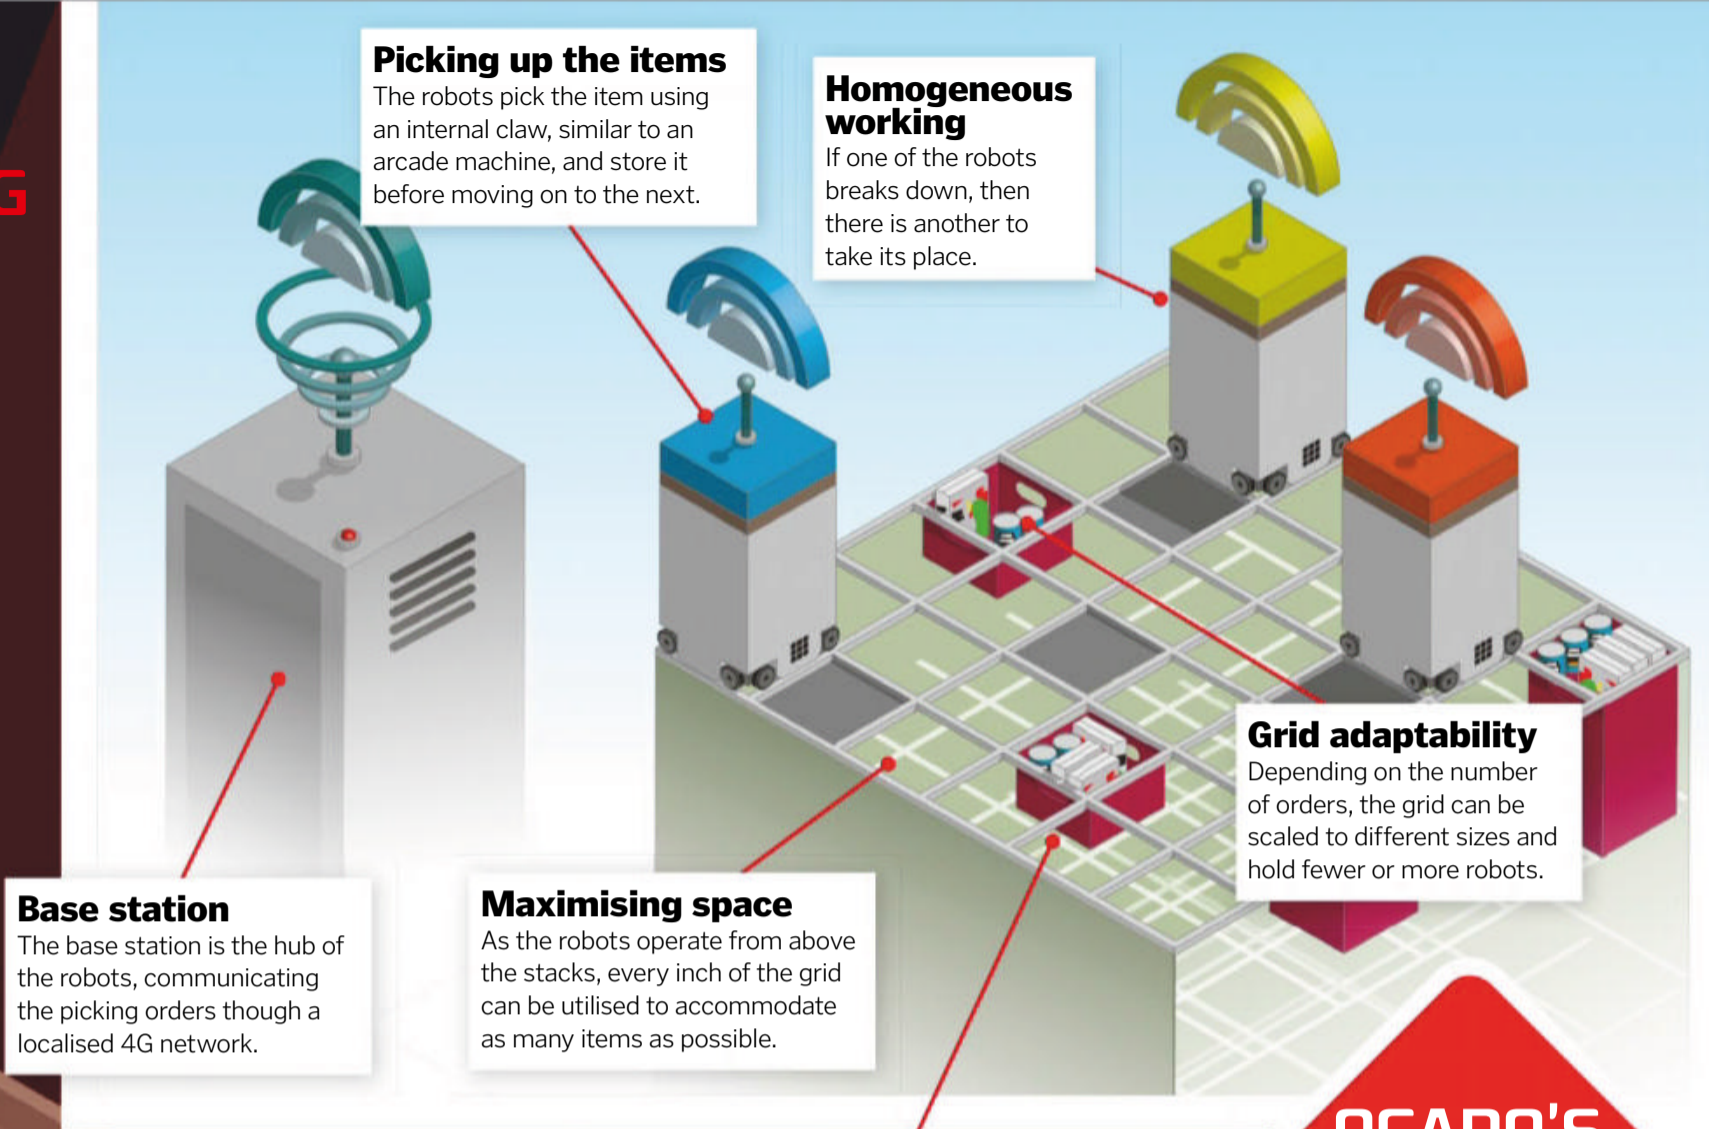 Picking up the items
The robots pick the item using
an internal claw, similar to an
arcade machine, and store it
before moving on to the next.
Homogeneous
working
If one of the robots
breaks down, then
there is another to
take its place.
G
Grid adaptability
Depending on the number
of orders, the grid can be
scaled to different sizes and
hold fewer or more robots.
Base station
The base station is the hub of
the robots, communicating
the picking orders though a
localised 4G network.
Maximising space
As the robots operate from above
the stacks, every inch of the grid
can be utilised to accommodate
as many items as possible.
OCADO'S